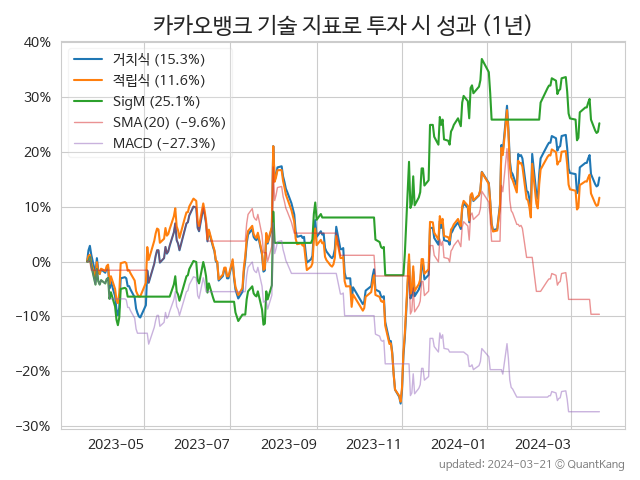 카카오뱅크 기술 지표로 투자 시 성과 (1년)
40%
30%
20%
10%
0%
−10%
−20%
−30%
거치식 (15.3%)
적립식 (11.6%)
SigM (25.1%)
SMA(20) (−9.6%)
MACD (−27.3%)
2023-05
2023-07
2023-09
2023-11
2024-01
2024-03
updated: 2024-03-21 © QuantKang